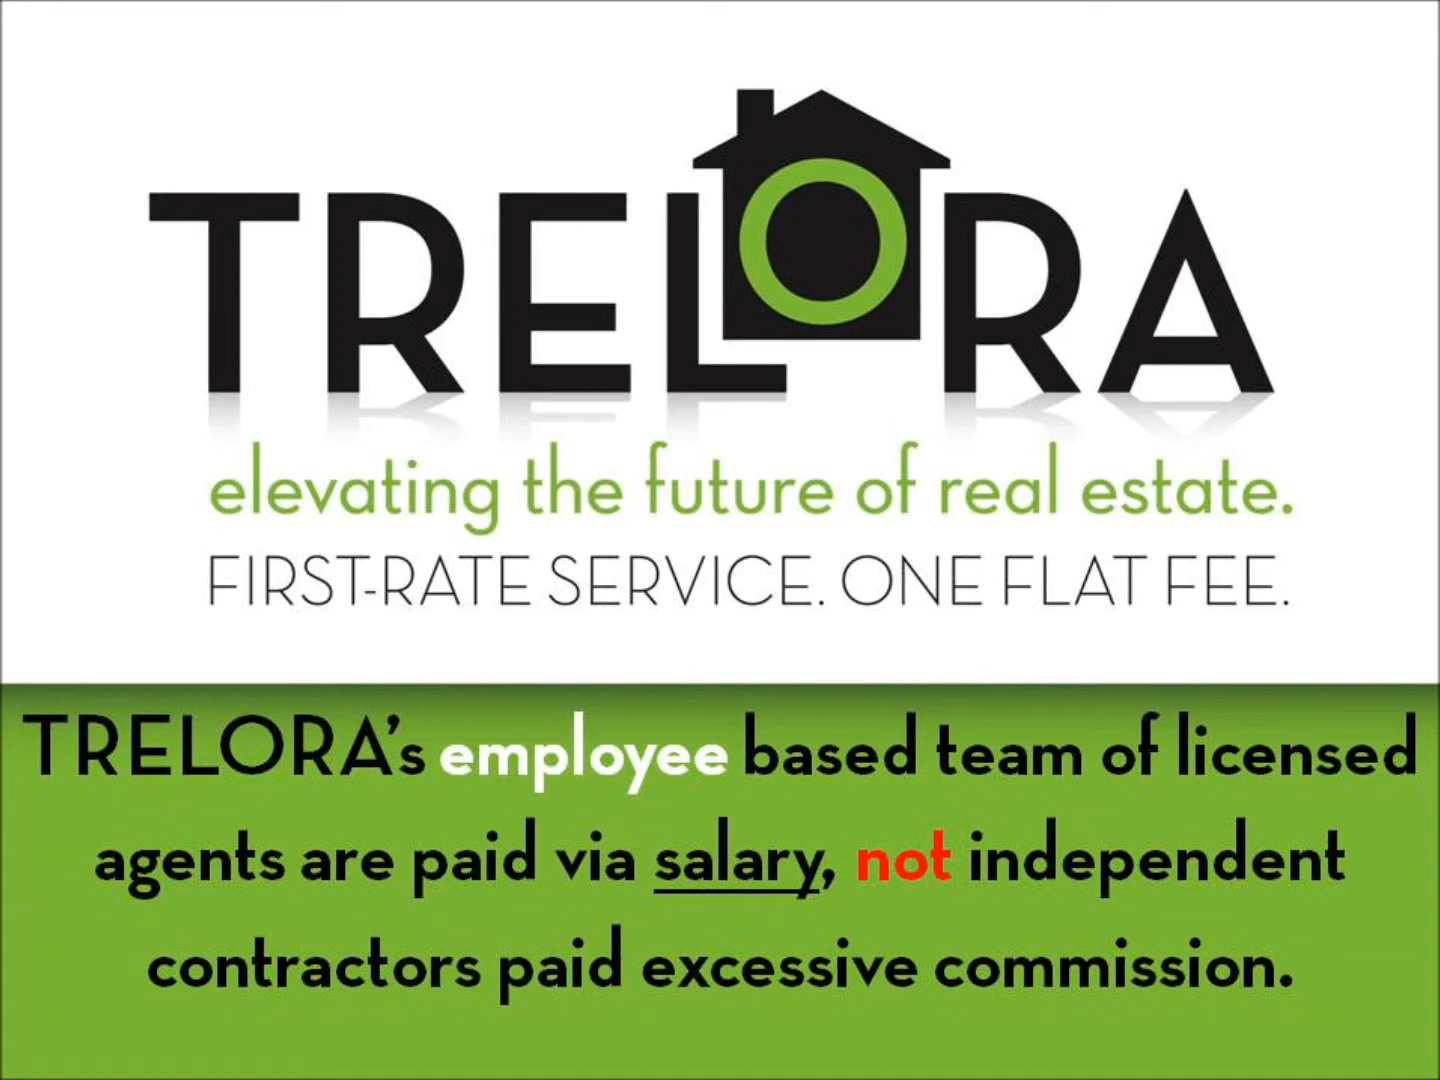 TRELORA
elevating the future of real estate.
FIRST-RATE SERVICE. ONE FLAT FEE.
TRELORA's employee based team of licensed
agents are paid via salary, not independent
contractors paid excessive commission.